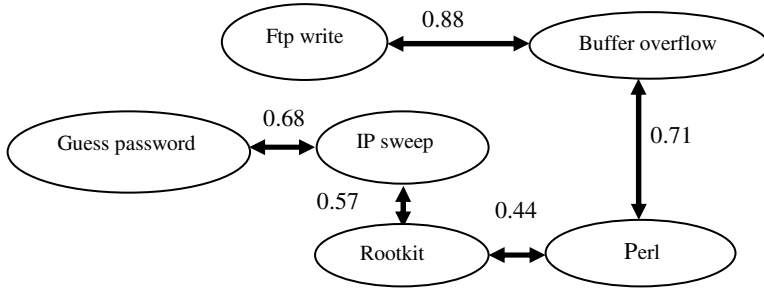 0.88
Ftp write
Buffer overflow
0.68
Guess password
IP sweep
0.71
0.57
0.44
Rootkit
Perl